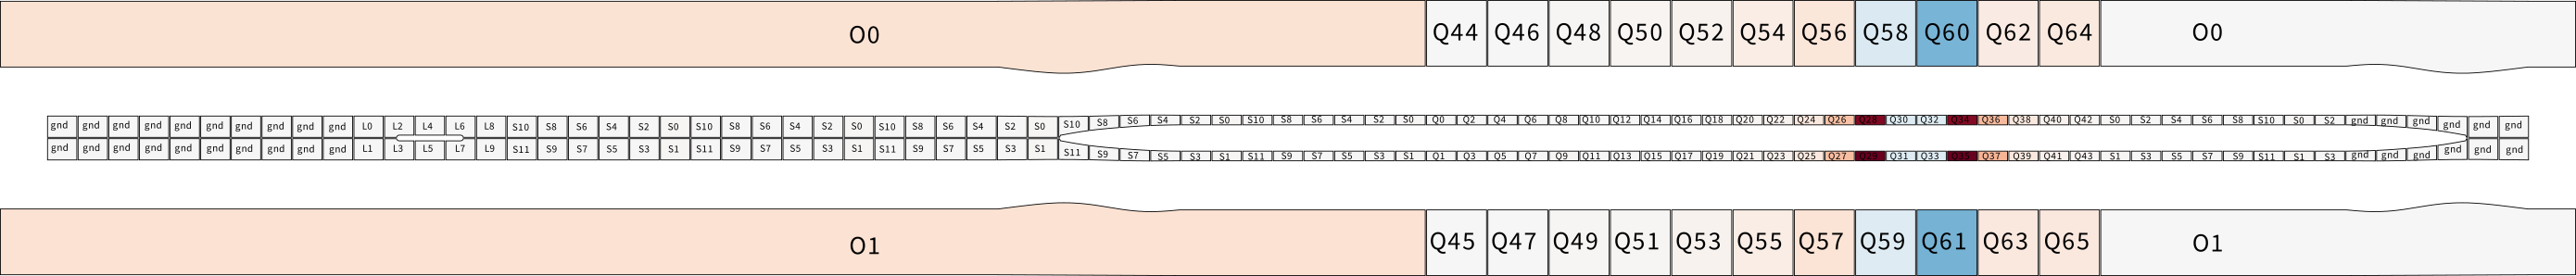 O0 Q44 Q46 Q48 Q50 Q52 Q54 Q56 Q58 Q60 Q62 Q64 O0
gnd gnd gnd gnd gnd gnd gnd gnd gnd gnd L0 L2 L4 L6 L8 S10 S8 S6 S4 S2 S0 S10 S8 S6 S4 S2 S0 S10 S8 S6 S4 S2 S0 S10 S8 S6 S4 S2 S0 S10 S8 S6 S4 S2 S0 Q0 Q2 Q4 Q6 Q8 Q10 Q12 Q14 Q16 Q18 Q20 Q22 Q24 Q26 Q28 Q30 Q32 Q34 Q36 Q38 Q40 Q42 S0 S2 S4 S6 S8 S10 S0 S2 gnd gnd gnd gnd gnd gnd
gnd gnd gnd gnd gnd gnd gnd gnd gnd gnd L1 L3 L5 L7 L9 S11 S9 S7 S5 S3 S1 S11 S9 S7 S5 S3 S1 S11 S9 S7 S5 S3 S1 S11 S9 S7 S5 S3 S1 S11 S9 S7 S5 S3 S1 Q1 Q3 Q5 Q7 Q9 Q11 Q13 Q15 Q17 Q19 Q21 Q23 Q25 Q27 Q29 Q31 Q33 Q35 Q37 Q39 Q41 Q43 S1 S3 S5 S7 S9 S11 S1 S3 gnd gnd gnd gnd gnd gnd
O1 Q45 Q47 Q49 Q51 Q53 Q55 Q57 Q59 Q61 Q63 Q65 O1